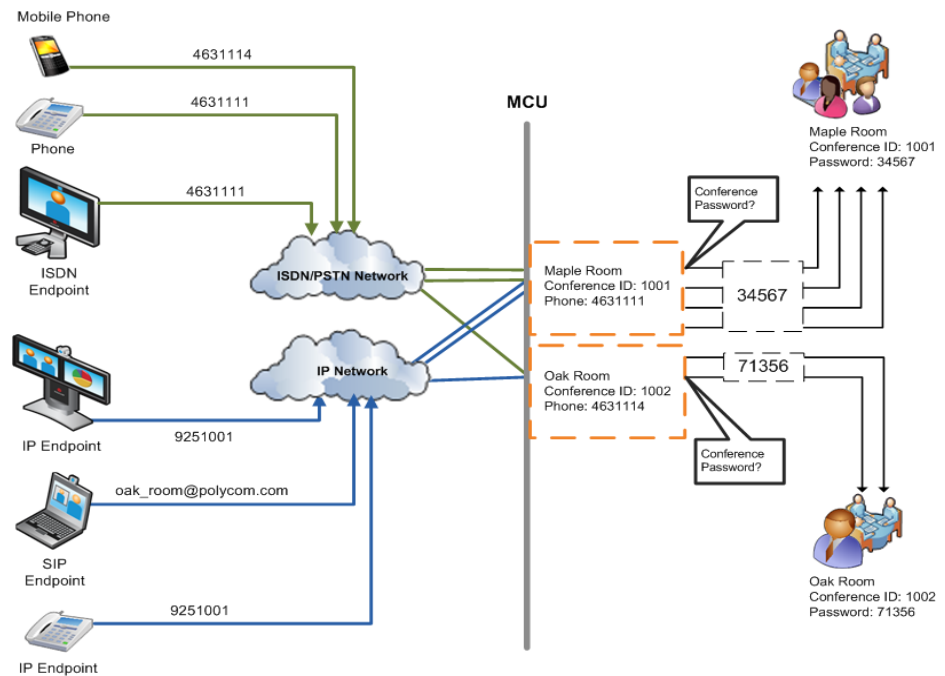 Mobile Phone
4631114
4631111
Phone
4631111
ISDN
Endpoint
ISDN/PSTN Network
IP Network
IP Endpoint
9251001
oak_room@polycom.com
SIP
Endpoint
9251001
IP Endpoint
MCU
Maple Room
Conference ID: 1001
Phone: 4631111
Oak Room
Conference ID: 1002
Phone: 4631114
Conference
Password?
34567
71356
Conference
Password?
Maple Room
Conference ID: 1001
Password: 34567
Oak Room
Conference ID: 1002
Password: 71356